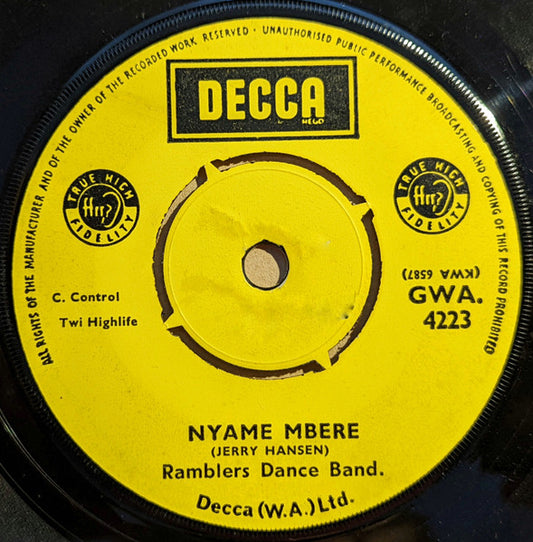 ALL RIGHTS OF THE MANUFACTURER AND OF THE OWNER OF THE RECORDED WORK RESERVED · UNAUTHORISED PUBLIC PERFORMANCE BROADCASTING AND COPYING OF THIS RECORD PROHIBITED
DECCA
REGD
TRUE HIGH
ffrr
FIDELITY
TRUE HIGH
ffrr
FIDELITY
C. Control
Twi Highlife
(KWA 6587)
GWA.
4223
NYAME MBERE
(JERRY HANSEN)
Ramblers Dance Band.
Decca (W.A.) Ltd.